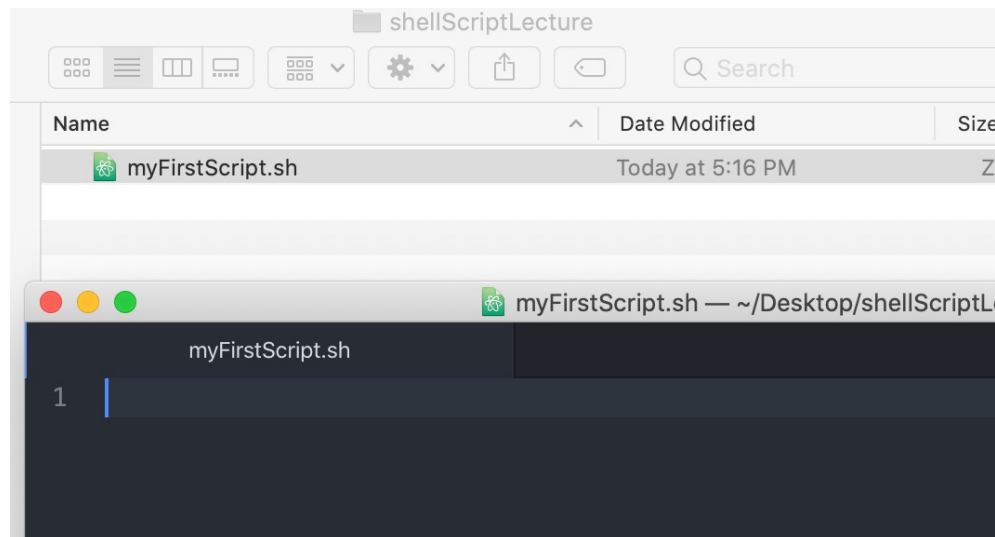 shellScriptLecture
Search
Name Date Modified Size
myFirstScript.sh Today at 5:16 PM Z
myFirstScript.sh — ~/Desktop/shellScriptL
myFirstScript.sh
1